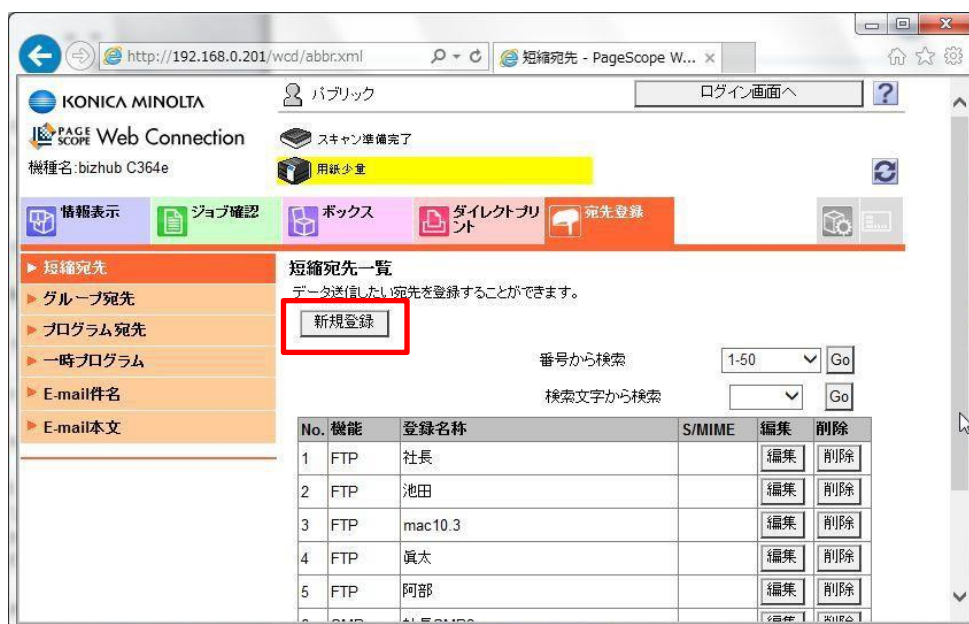 http://192.168.0.201/wcd/abbr.xml
短縮宛先 - PageScope W...
KONICA MINOLTA
パブリック
ログイン画面へ
?
PAGE SCOPE Web Connection
スキャン準備完了
機種名:bizhub C364e
用紙少量
情報表示
ジョブ確認
ボックス
ダイレクトプリント
宛先登録
短縮宛先
短縮宛先一覧
グループ宛先
データ送信したい宛先を登録することができます。
プログラム宛先
新規登録
一時プログラム
番号から検索 1-50 Go
E-mail件名
検索文字から検索 Go
E-mail本文
No. 機能 登録名称 S/MIME 編集 削除
1 FTP 社長 編集 削除
2 FTP 池田 編集 削除
3 FTP mac10.3 編集 削除
4 FTP 眞太 編集 削除
5 FTP 阿部 編集 削除